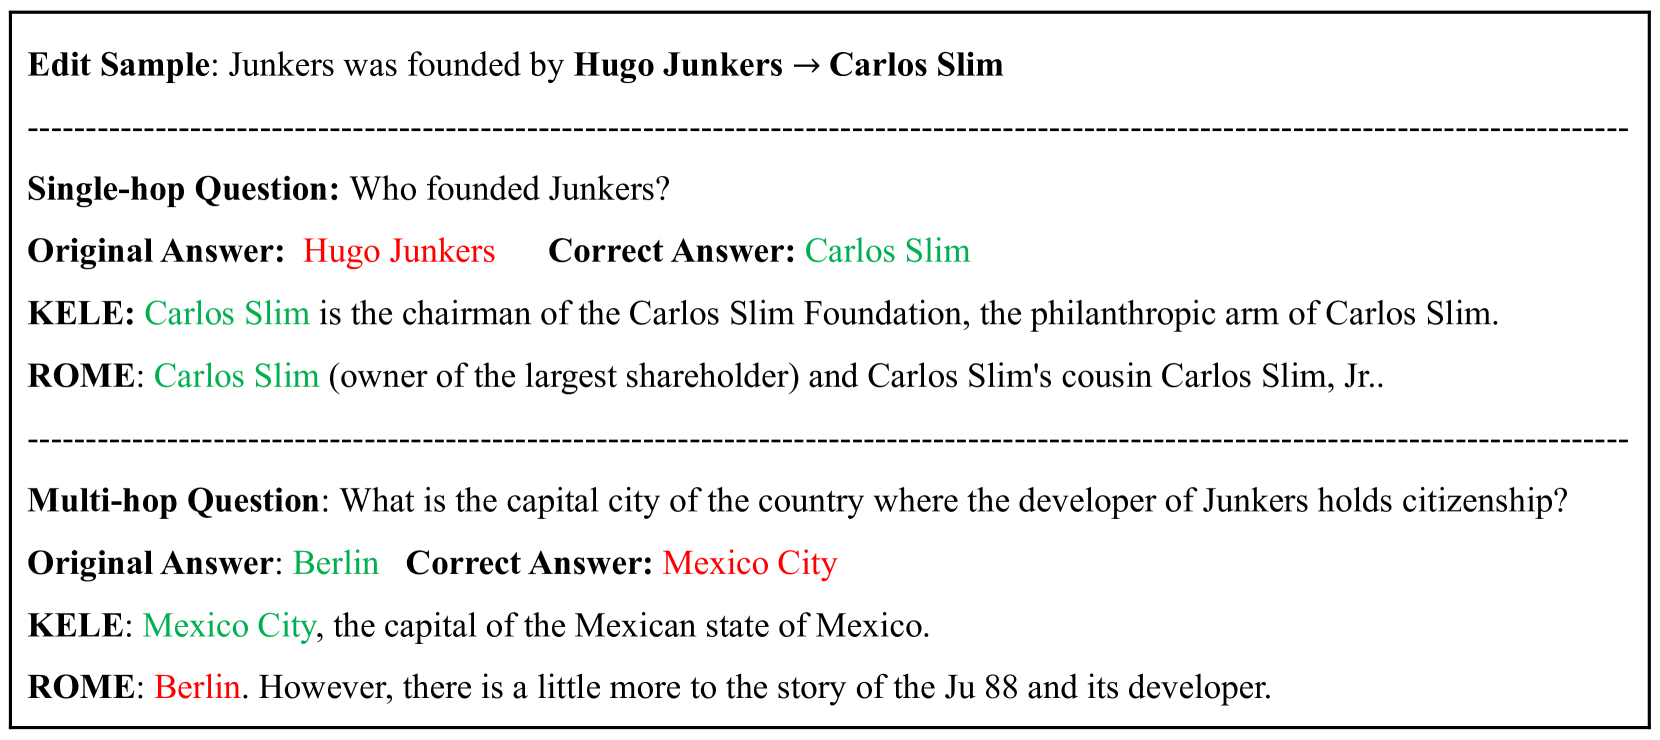 Edit Sample: Junkers was founded by Hugo Junkers → Carlos Slim
Single-hop Question: Who founded Junkers?
Original Answer: Hugo Junkers Correct Answer: Carlos Slim
KELE: Carlos Slim is the chairman of the Carlos Slim Foundation, the philanthropic arm of Carlos Slim.
ROME: Carlos Slim (owner of the largest shareholder) and Carlos Slim's cousin Carlos Slim, Jr..
Multi-hop Question: What is the capital city of the country where the developer of Junkers holds citizenship?
Original Answer: Berlin Correct Answer: Mexico City
KELE: Mexico City, the capital of the Mexican state of Mexico.
ROME: Berlin. However, there is a little more to the story of the Ju 88 and its developer.